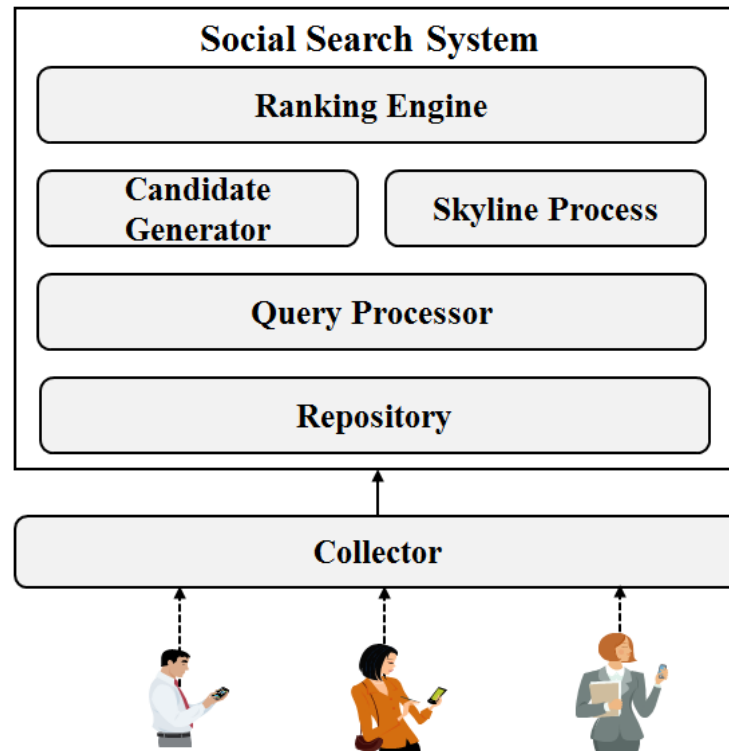 Social Search System
Ranking Engine
Candidate
Generator
Skyline Process
Query Processor
Repository
Collector